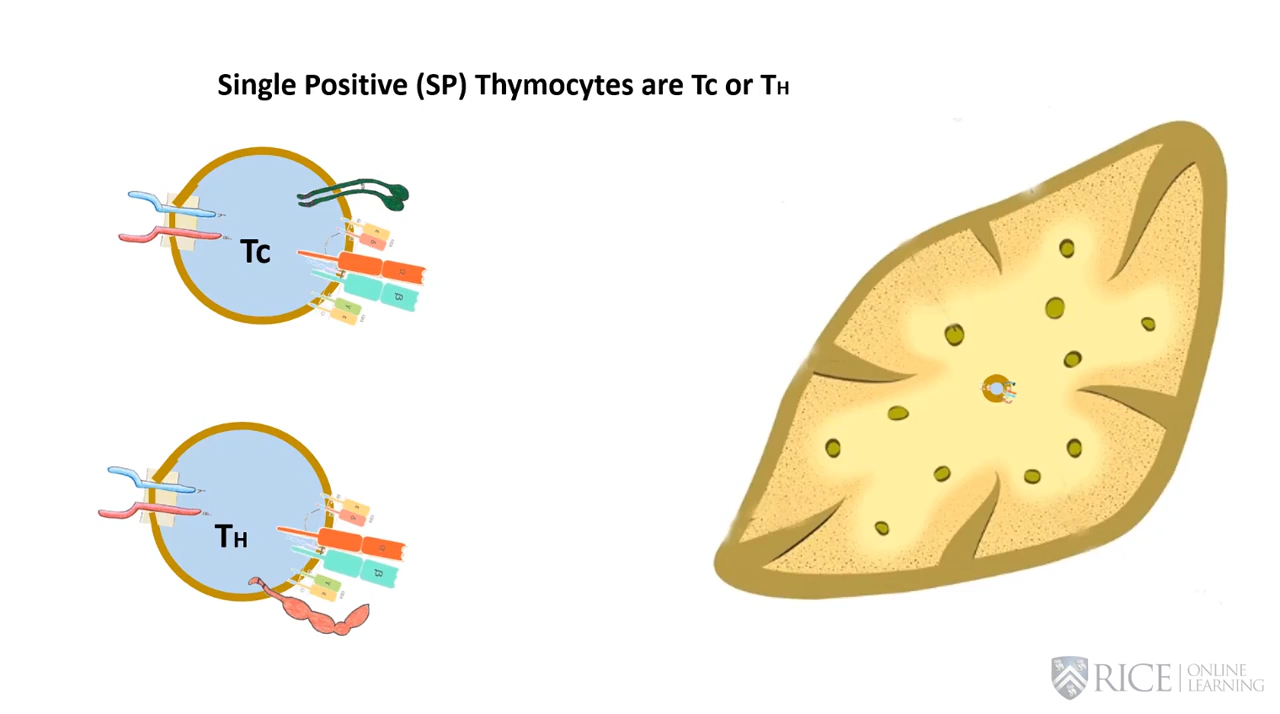 Single Positive (SP) Thymocytes are Tc or TH
Tc
α
β
TH
α
β
RICE
ONLINE
LEARNING